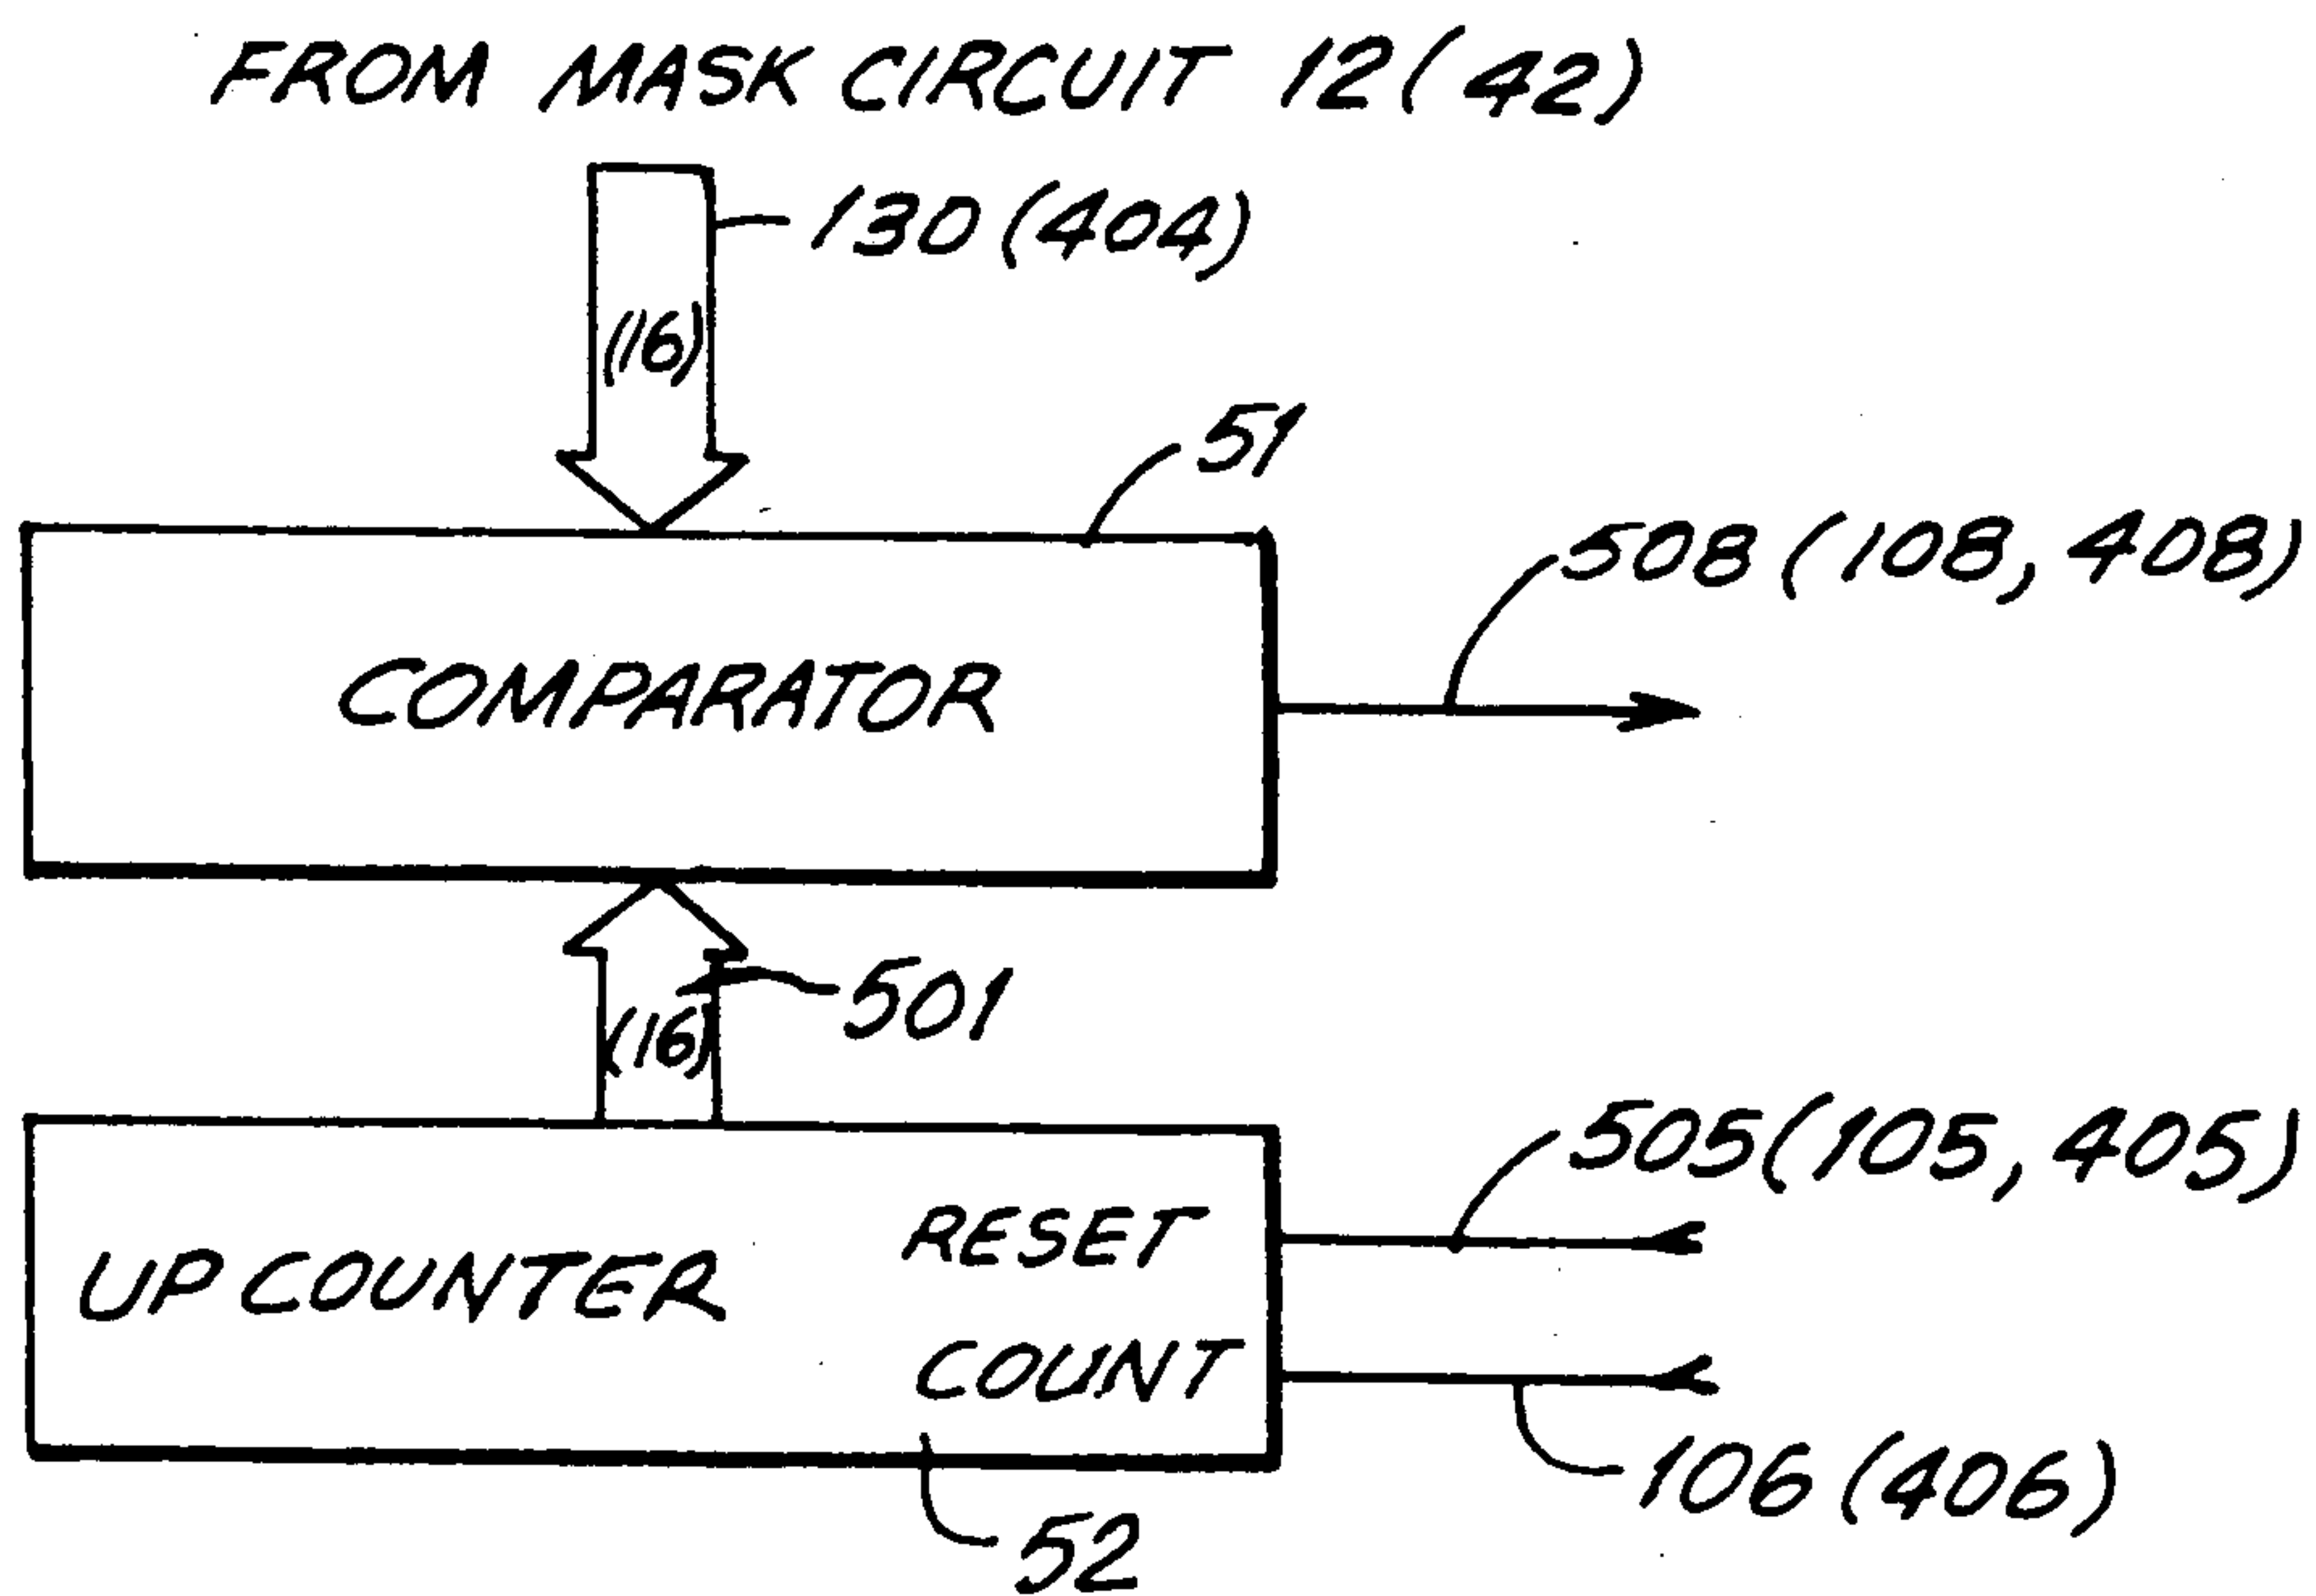 FROM MASK CIRCUIT 12(42)
130(404)
(16)
51
508(108,408)
COMPARATOR
501
(16)
505(105,405)
RESET
UP COUNTER
COUNT
106(406)
52